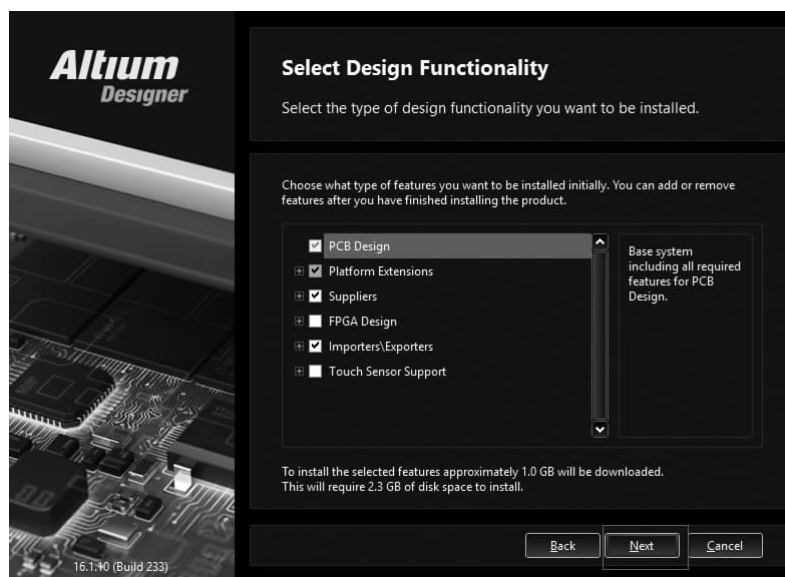 Altium
Designer
Select Design Functionality
Select the type of design functionality you want to be installed.
Choose what type of features you want to be installed initially. You can add or remove
features after you have finished installing the product.
PCB Design
Platform Extensions
Suppliers
FPGA Design
Importers\Exporters
Touch Sensor Support
Base system
including all required
features for PCB
Design.
To install the selected features approximately 1.0 GB will be downloaded.
This will require 2.3 GB of disk space to install.
Back Next Cancel
16.1.10 (Build 233)